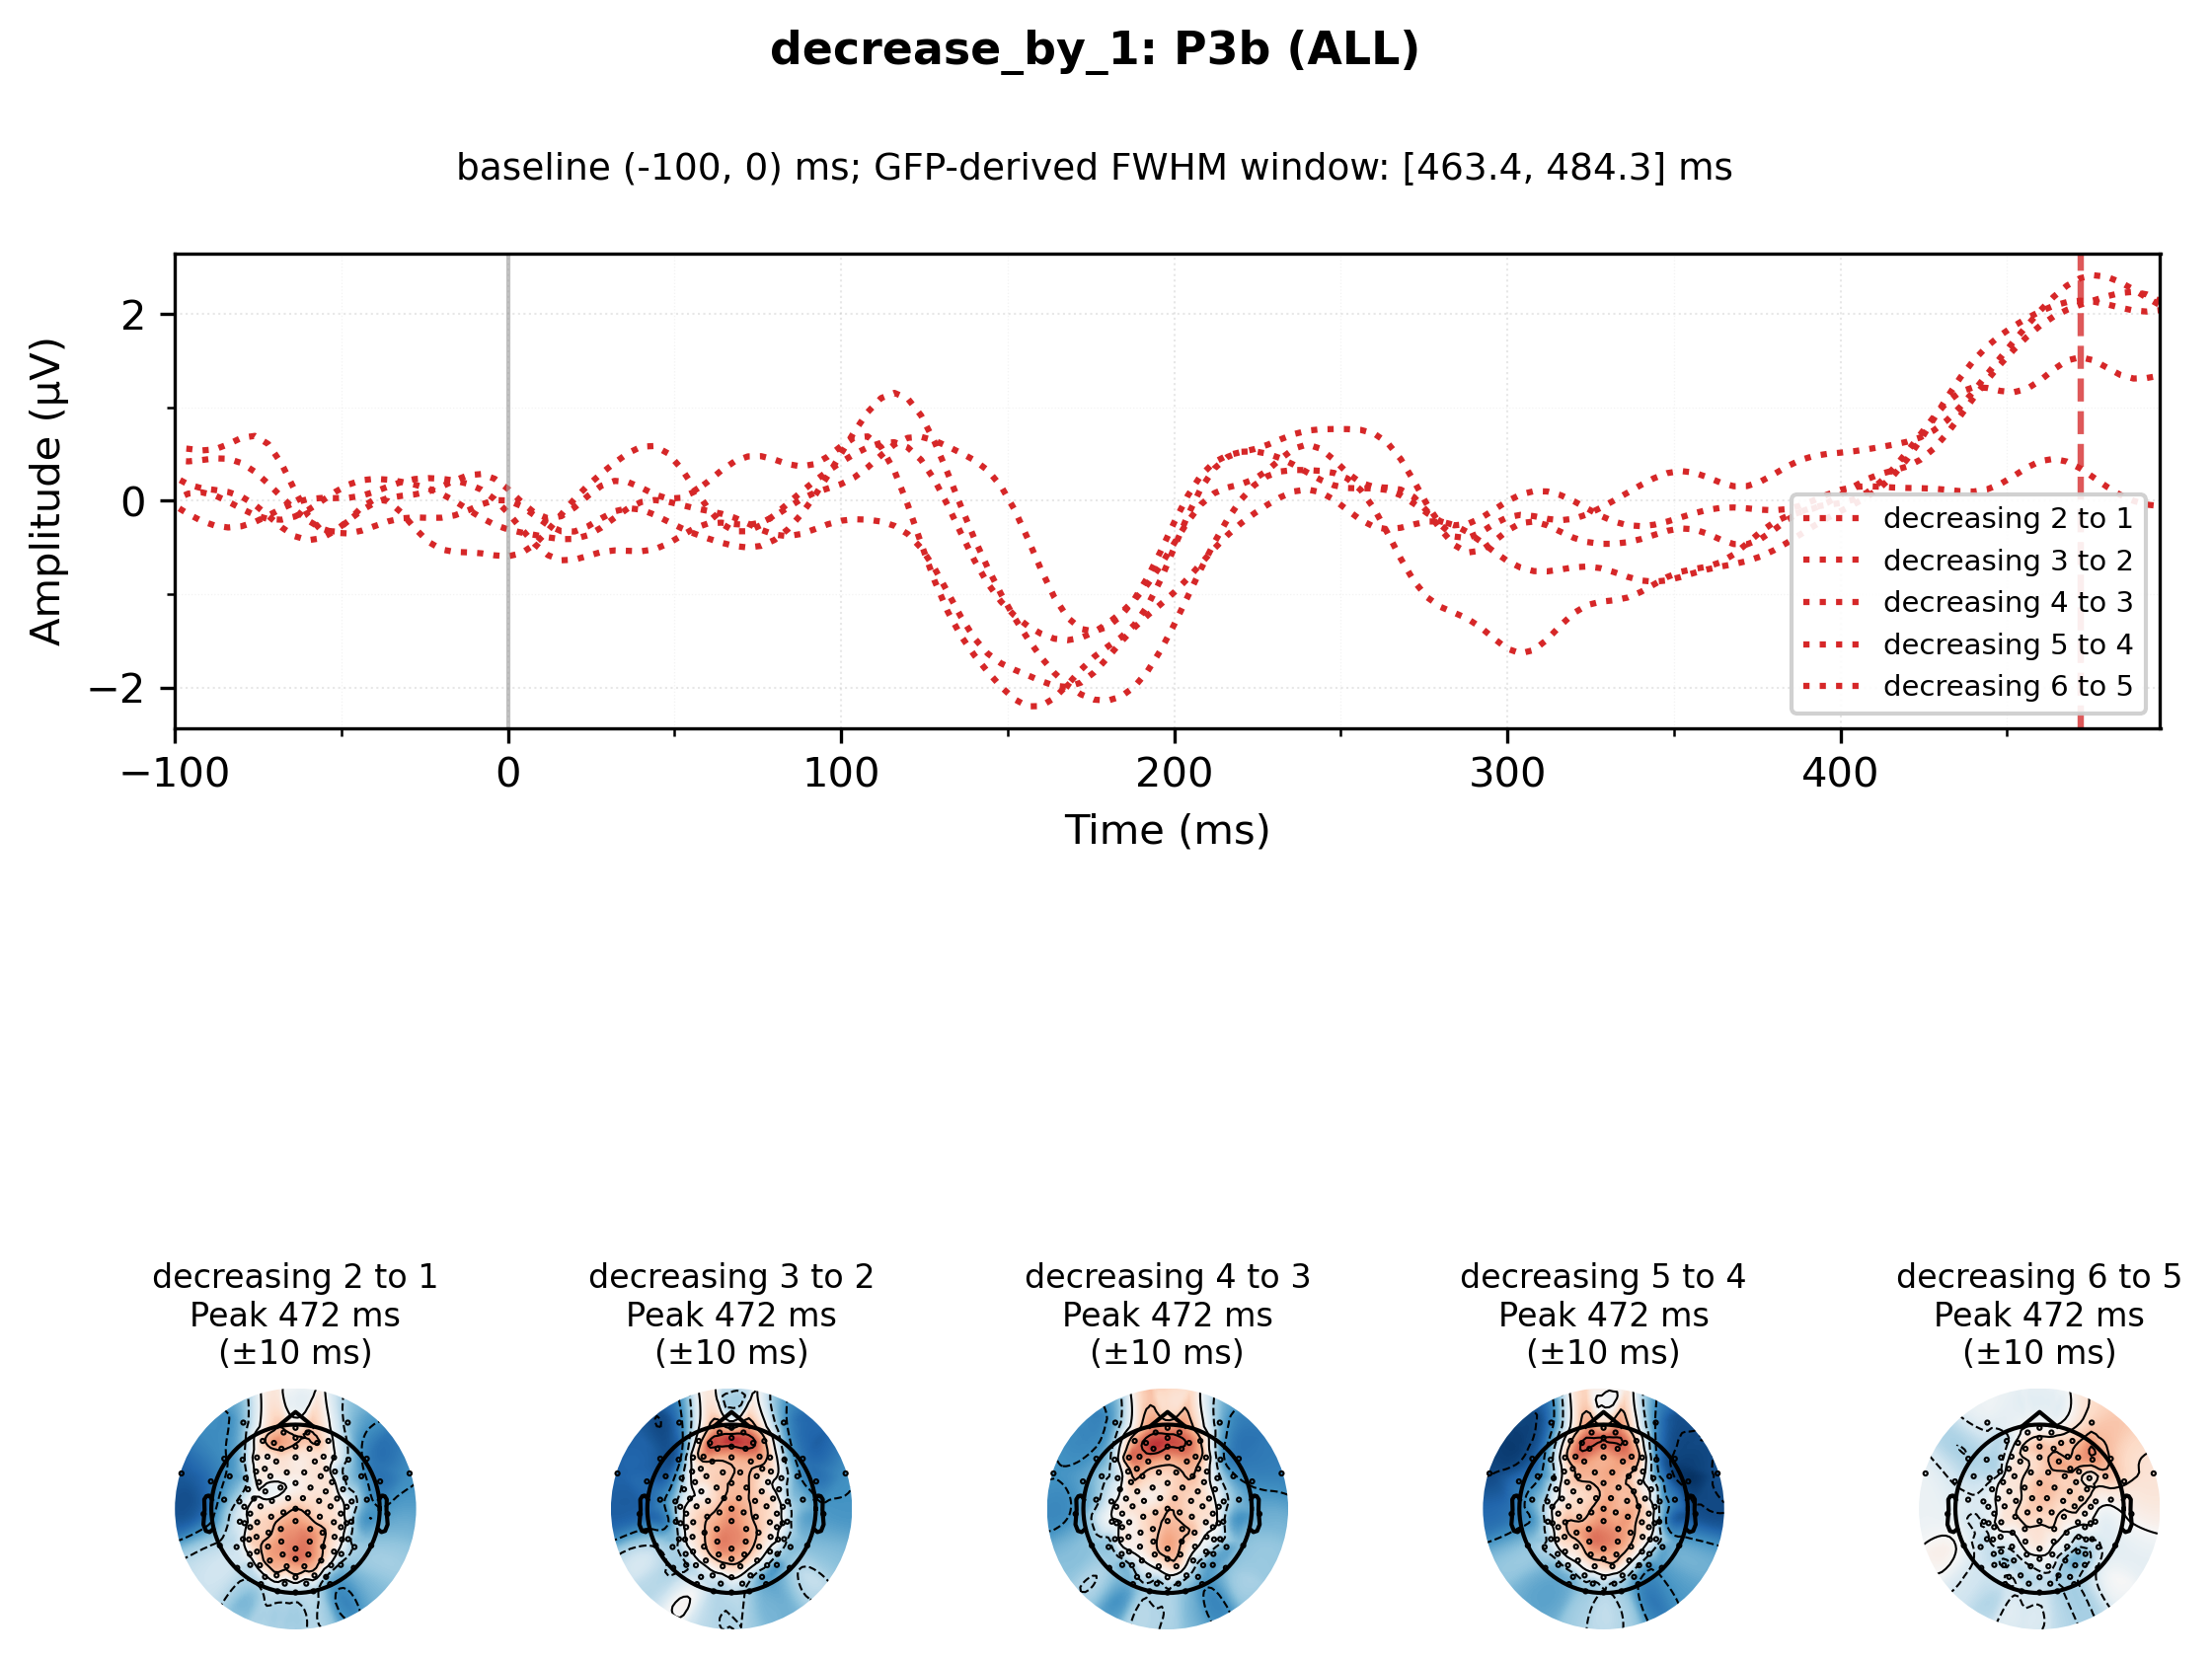 decrease_by_1: P3b (ALL)
baseline (-100, 0) ms; GFP-derived FWHM window: [463.4, 484.3] ms
Amplitude (µV)
2
0
−2
decreasing 2 to 1
decreasing 3 to 2
decreasing 4 to 3
decreasing 5 to 4
decreasing 6 to 5
−100 0 100 200 300 400
Time (ms)
decreasing 2 to 1
Peak 472 ms
(±10 ms)
decreasing 3 to 2
Peak 472 ms
(±10 ms)
decreasing 4 to 3
Peak 472 ms
(±10 ms)
decreasing 5 to 4
Peak 472 ms
(±10 ms)
decreasing 6 to 5
Peak 472 ms
(±10 ms)